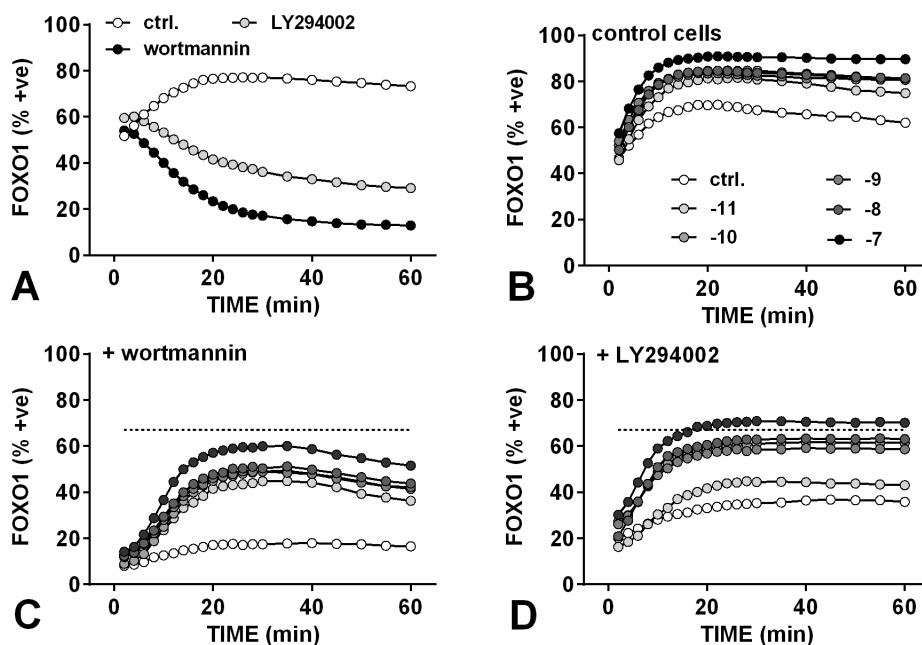 100
80
60
40
20
0
FOXO1 (% +ve)
ctrl.
LY294002
wortmannin
0
20
40
60
TIME (min)
A
100
80
60
40
20
0
FOXO1 (% +ve)
control cells
ctrl.
-9
-11
-8
-10
-7
0
20
40
60
TIME (min)
B
100
80
60
40
20
0
FOXO1 (% +ve)
+ wortmannin
0
20
40
60
TIME (min)
C
100
80
60
40
20
0
FOXO1 (% +ve)
+ LY294002
0
20
40
60
TIME (min)
D